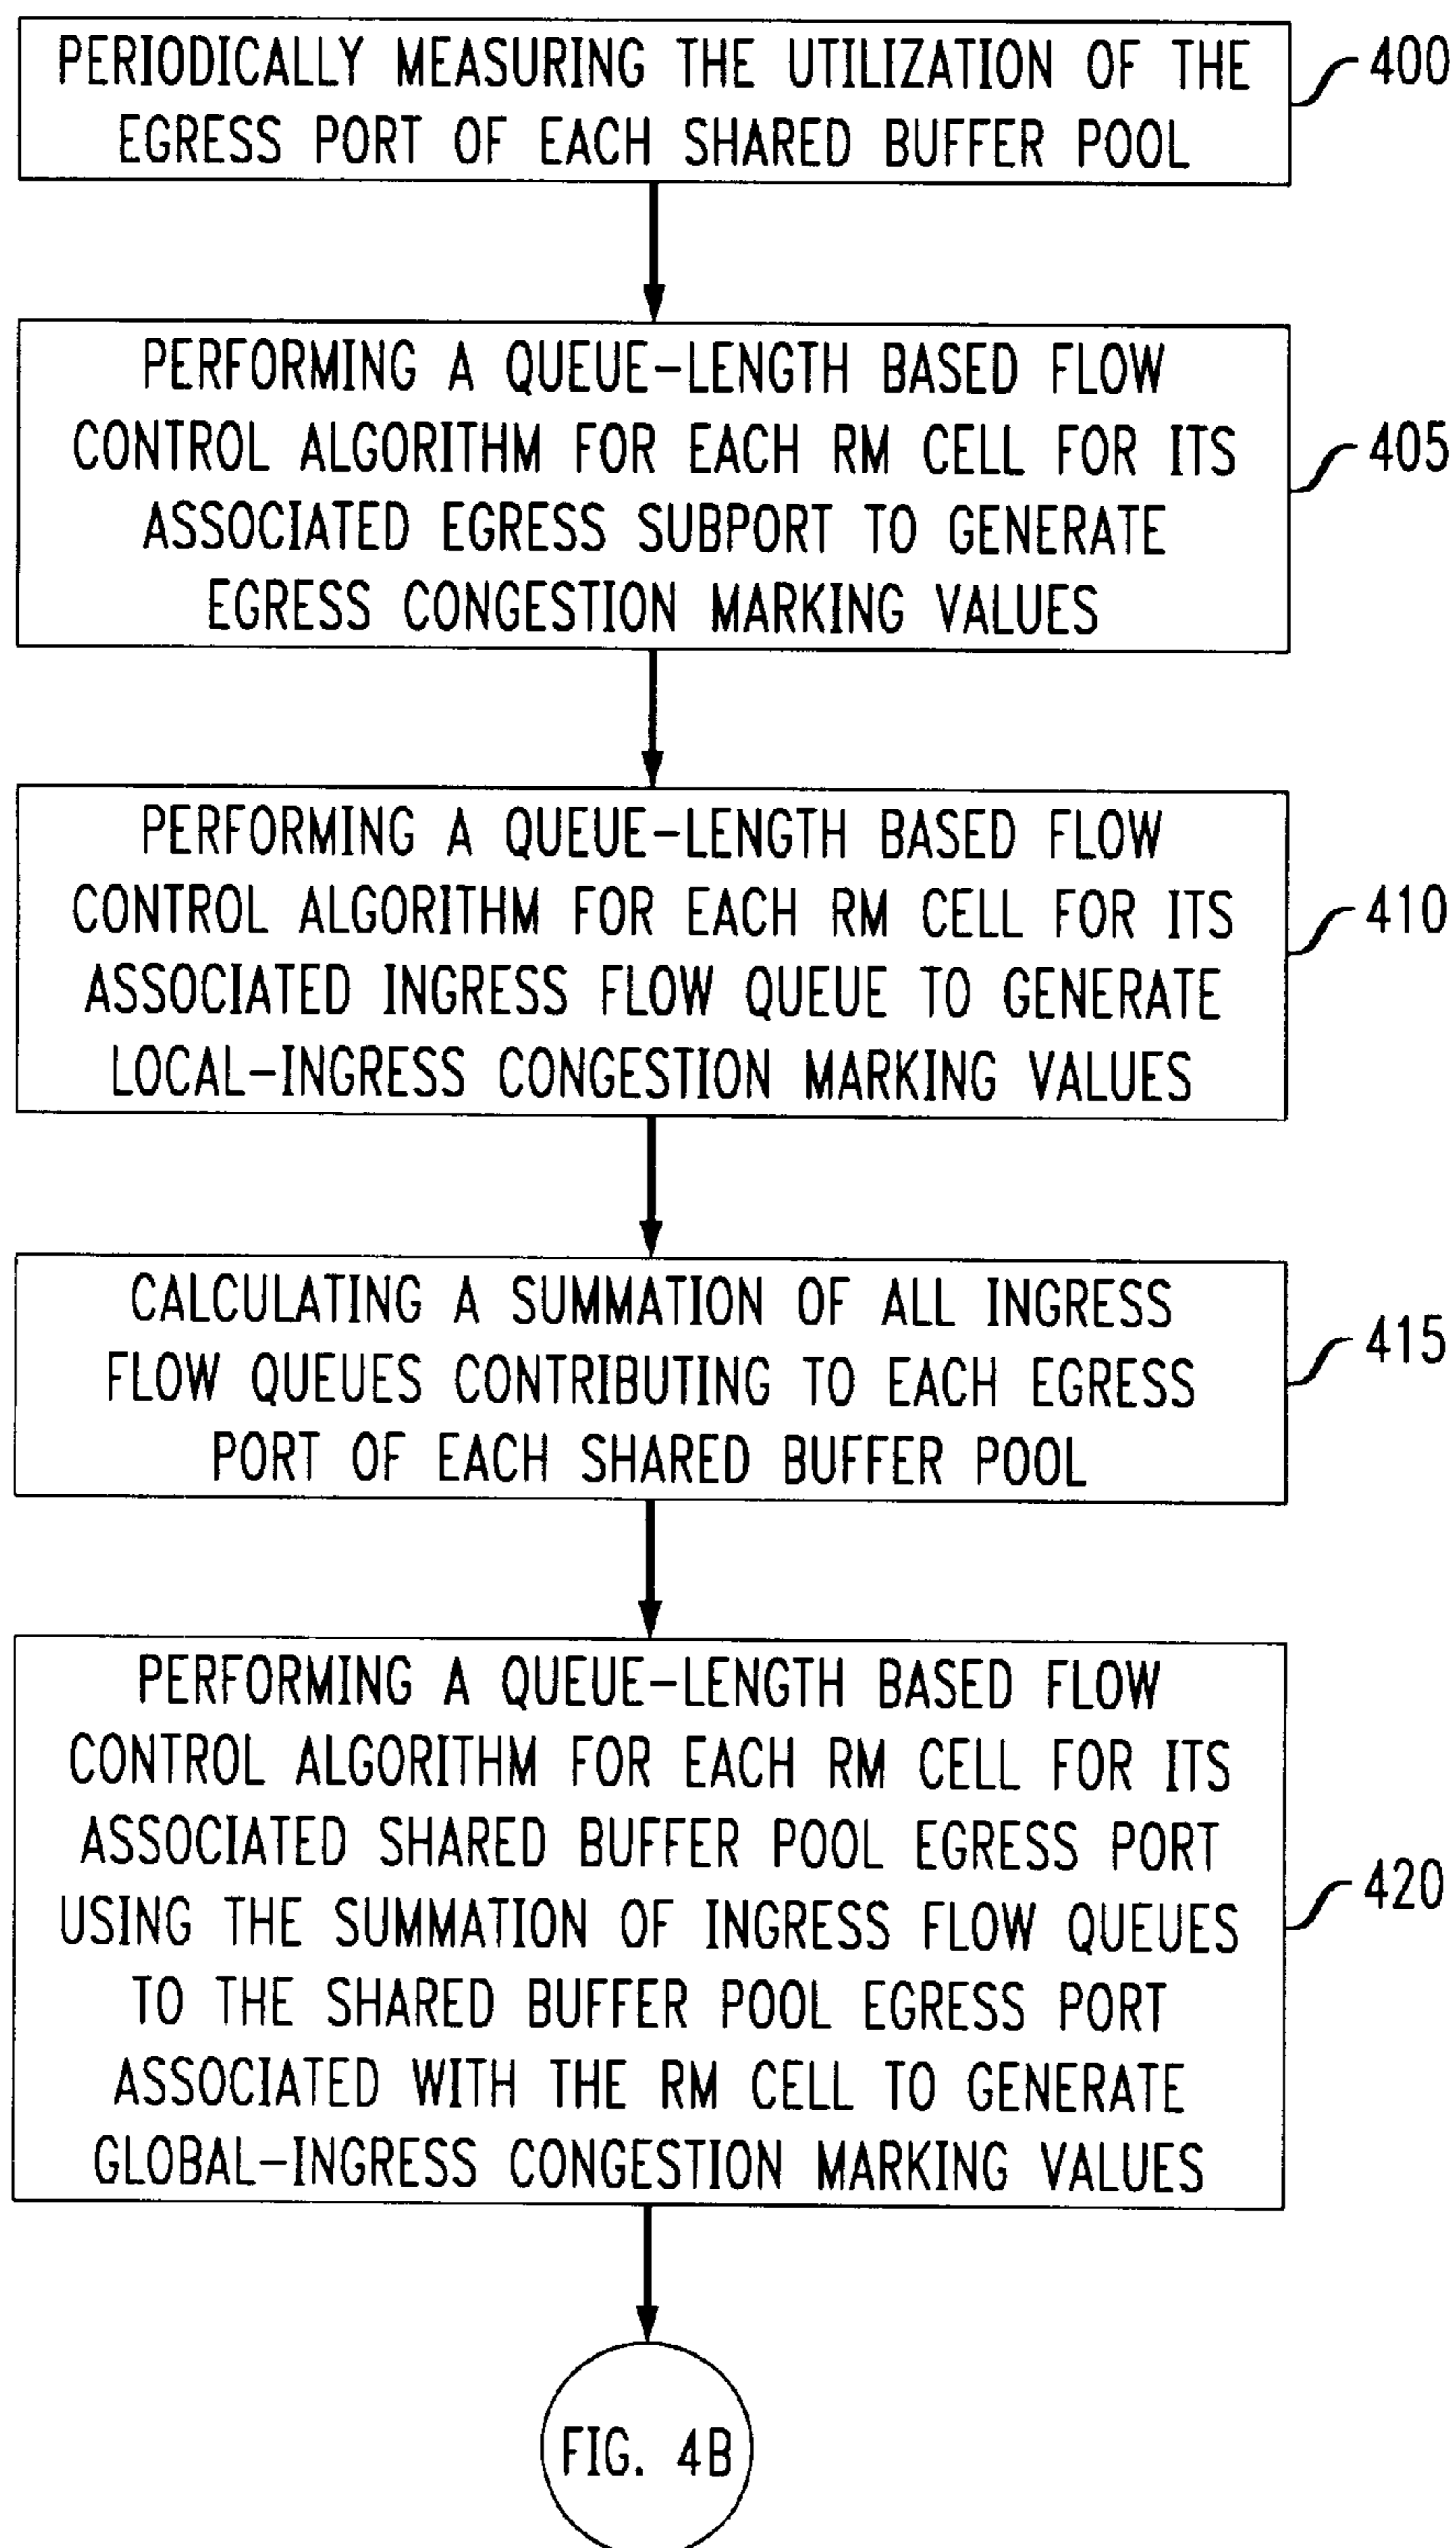 PERIODICALLY MEASURING THE UTILIZATION OF THE
EGRESS PORT OF EACH SHARED BUFFER POOL
400
PERFORMING A QUEUE-LENGTH BASED FLOW
CONTROL ALGORITHM FOR EACH RM CELL FOR ITS
ASSOCIATED EGRESS SUBPORT TO GENERATE
EGRESS CONGESTION MARKING VALUES
405
PERFORMING A QUEUE-LENGTH BASED FLOW
CONTROL ALGORITHM FOR EACH RM CELL FOR ITS
ASSOCIATED INGRESS FLOW QUEUE TO GENERATE
LOCAL-INGRESS CONGESTION MARKING VALUES
410
CALCULATING A SUMMATION OF ALL INGRESS
FLOW QUEUES CONTRIBUTING TO EACH EGRESS
PORT OF EACH SHARED BUFFER POOL
415
PERFORMING A QUEUE-LENGTH BASED FLOW
CONTROL ALGORITHM FOR EACH RM CELL FOR ITS
ASSOCIATED SHARED BUFFER POOL EGRESS PORT
USING THE SUMMATION OF INGRESS FLOW QUEUES
TO THE SHARED BUFFER POOL EGRESS PORT
ASSOCIATED WITH THE RM CELL TO GENERATE
GLOBAL-INGRESS CONGESTION MARKING VALUES
420
FIG. 4B